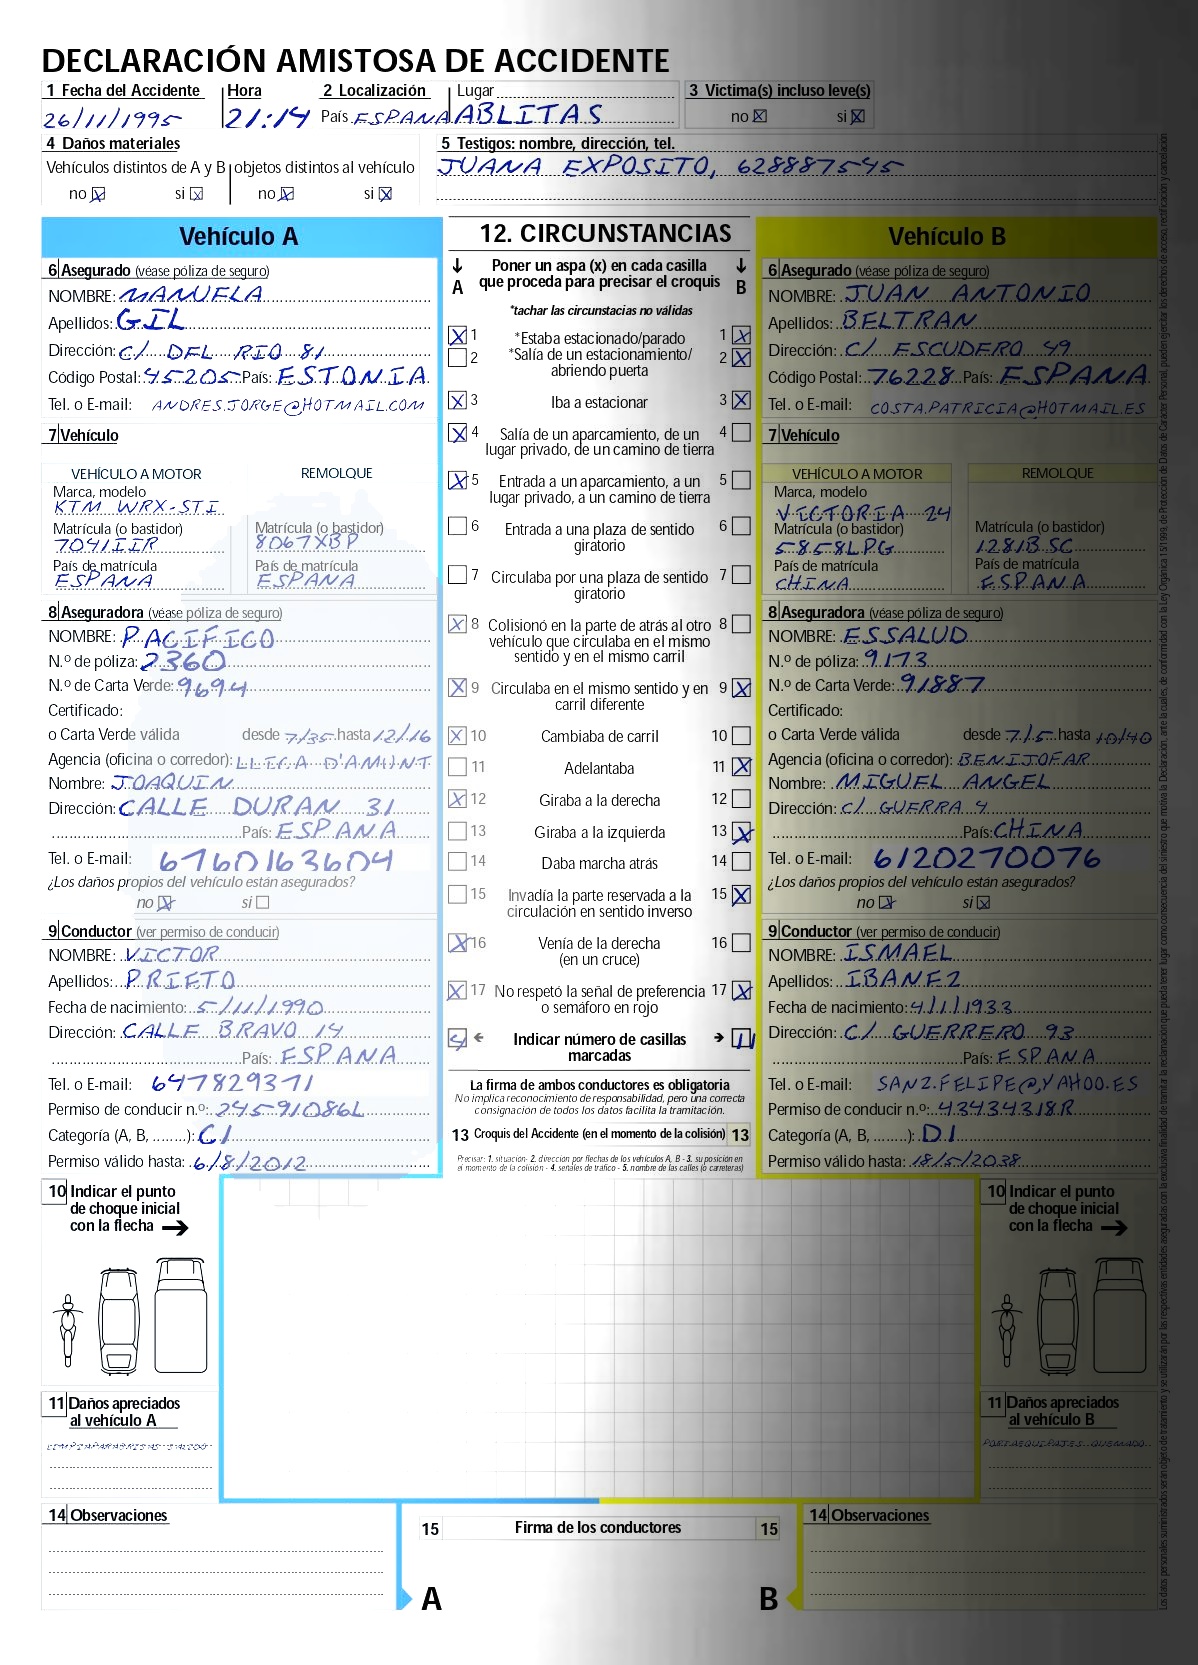 DECLARACIÓN AMISTOSA DE ACCIDENTE
1 Fecha del Accidente Hora 2 Localización Lugar 3 Victima(s) incluso leve(s)
26/11/1995 21:14 País ESPANA ABLITAS no si
4 Daños materiales 5 Testigos: nombre, dirección, tel.
Vehículos distintos de A y B objetos distintos al vehículo JUANA EXPOSITO, 628887545
no si no si
Vehículo A
6 Asegurado (véase póliza de seguro)
NOMBRE: MANUELA
Apellidos: GIL
Dirección: C/ DEL RIO 81
Código Postal: 45205 País: ESTONIA
Tel. o E-mail: ANDRES.JORGE@HOTMAIL.COM
7 Vehículo
VEHÍCULO A MOTOR REMOLQUE
Marca, modelo
KTM WRX-STI
Matrícula (o bastidor) Matrícula (o bastidor)
7041IIR 8067XBP
País de matrícula País de matrícula
ESPANA ESPANA
8 Aseguradora (véase póliza de seguro)
NOMBRE: PACIFICO
N.º de póliza: 2360
N.º de Carta Verde: 9694
Certificado:
o Carta Verde válida desde 7/35 hasta 12/16
Agencia (oficina o corredor): LLICA D'AMUNT
Nombre: JOAQUIN
Dirección: CALLE DURAN 31
País: ESPANA
Tel. o E-mail: 6760163604
¿Los daños propios del vehículo están asegurados?
no si
9 Conductor (ver permiso de conducir)
NOMBRE: VICTOR
Apellidos: PRIETO
Fecha de nacimiento: 5/11/1990
Dirección: CALLE BRAVO 14
País: ESPANA
Tel. o E-mail: 647829371
Permiso de conducir n.º: 24591086L
Categoría (A, B, ........): C1
Permiso válido hasta: 6/8/2012
12. CIRCUNSTANCIAS
A Poner un aspa (x) en cada casilla B
que proceda para precisar el croquis
*tachar las circunstacias no válidas
1 *Estaba estacionado/parado 1
2 *Salía de un estacionamiento/ 2
abriendo puerta
3 Iba a estacionar 3
4 Salía de un aparcamiento, de un 4
lugar privado, de un camino de tierra
5 Entrada a un aparcamiento, a un 5
lugar privado, a un camino de tierra
6 Entrada a una plaza de sentido 6
giratorio
7 Circulaba por una plaza de sentido 7
giratorio
8 Colisionó en la parte de atrás al otro 8
vehículo que circulaba en el mismo
sentido y en el mismo carril
9 Circulaba en el mismo sentido y en 9
carril diferente
10 Cambiaba de carril 10
11 Adelantaba 11
12 Giraba a la derecha 12
13 Giraba a la izquierda 13
14 Daba marcha atrás 14
15 Invadía la parte reservada a la 15
circulación en sentido inverso
16 Venía de la derecha 16
(en un cruce)
17 No respetó la señal de preferencia 17
o semáforo en rojo
9 Indicar número de casillas 11
marcadas
La firma de ambos conductores es obligatoria
No implica reconocimiento de responsabilidad, pero una correcta
consignacion de todos los datos facilita la tramitación.
13 Croquis del Accidente (en el momento de la colisión) 13
Precisar: 1. situación- 2. dirección por flechas de los vehículos A, B - 3. su posición en
el momento de la colisión - 4. señales de tráfico - 5. nombre de las calles (o carreteras)
Vehículo B
6 Asegurado (véase póliza de seguro)
NOMBRE: JUAN ANTONIO
Apellidos: BELTRAN
Dirección: C/ ESCUDERO 49
Código Postal: 76228 País: ESPANA
Tel. o E-mail: COSTA.PATRICIA@HOTMAIL.ES
7 Vehículo
VEHÍCULO A MOTOR REMOLQUE
Marca, modelo
VICTORIA 24
Matrícula (o bastidor) Matrícula (o bastidor)
5858LPG 1281BSC
País de matrícula País de matrícula
CHINA ESPANA
8 Aseguradora (véase póliza de seguro)
NOMBRE: ESSALUD
N.º de póliza: 9173
N.º de Carta Verde: 91887
Certificado:
o Carta Verde válida desde 7/5 hasta 10/40
Agencia (oficina o corredor): BENIJOFAR
Nombre: MIGUEL ANGEL
Dirección: C/ GUERRA 4
País: CHINA
Tel. o E-mail: 6120270076
¿Los daños propios del vehículo están asegurados?
no si
9 Conductor (ver permiso de conducir)
NOMBRE: ISMAEL
Apellidos: IBANEZ
Fecha de nacimiento: 4/1/1933
Dirección: C/ GUERRERO 93
País: ESPANA
Tel. o E-mail: SANZ.FELIPE@YAHOO.ES
Permiso de conducir n.º: 43434318R
Categoría (A, B, ........): D1
Permiso válido hasta: 18/5/2038
10 Indicar el punto
de choque inicial
con la flecha
11 Daños apreciados
al vehículo A
LIMPIAPARABRISAS
10 Indicar el punto
de choque inicial
con la flecha
11 Daños apreciados
al vehículo B
PORTAEQUIPAJES QUEMADO
14 Observaciones
15 Firma de los conductores 15
A B
14 Observaciones